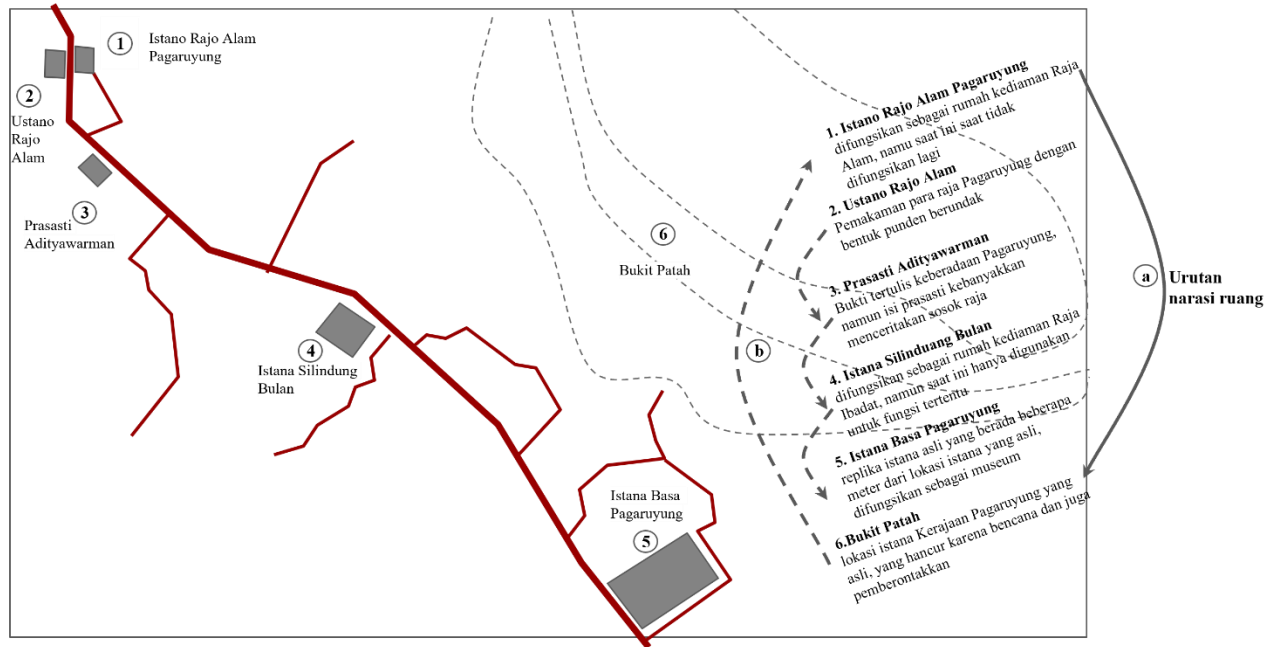 1
Istano Rajo Alam
Pagaruyung
2
Ustano
Rajo
Alam
3
Prasasti
Adityawarman
4
Istana Silindung
Bulan
Istana Basa
Pagaruyung
5
6
Bukit Patah
1. Istano Rajo Alam Pagaruyung
difungsikan sebagai rumah kediaman Raja
Alam, namu saat ini saat tidak
difungsikan lagi
2. Ustano Rajo Alam
Pemakaman para raja Pagaruyung dengan
bentuk punden berundak
3. Prasasti Adityawarman
Bukti tertulis keberadaan Pagaruyung,
namun isi prasasti kebanyakkan
menceritakan sosok raja
4. Istana Silinduang Bulan
difungsikan sebagai rumah kediaman Raja
Ibadat, namun saat ini hanya digunakan
untuk fungsi tertentu
5. Istana Basa Pagaruyung
replika istana asli yang berada beberapa
meter dari lokasi istana yang asli,
difungsikan sebagai museum
6.Bukit Patah
lokasi istana Kerajaan Pagaruyung yang
asli, yang hancur karena bencana dan juga
pemberontakkan
b
a
Urutan
narasi ruang